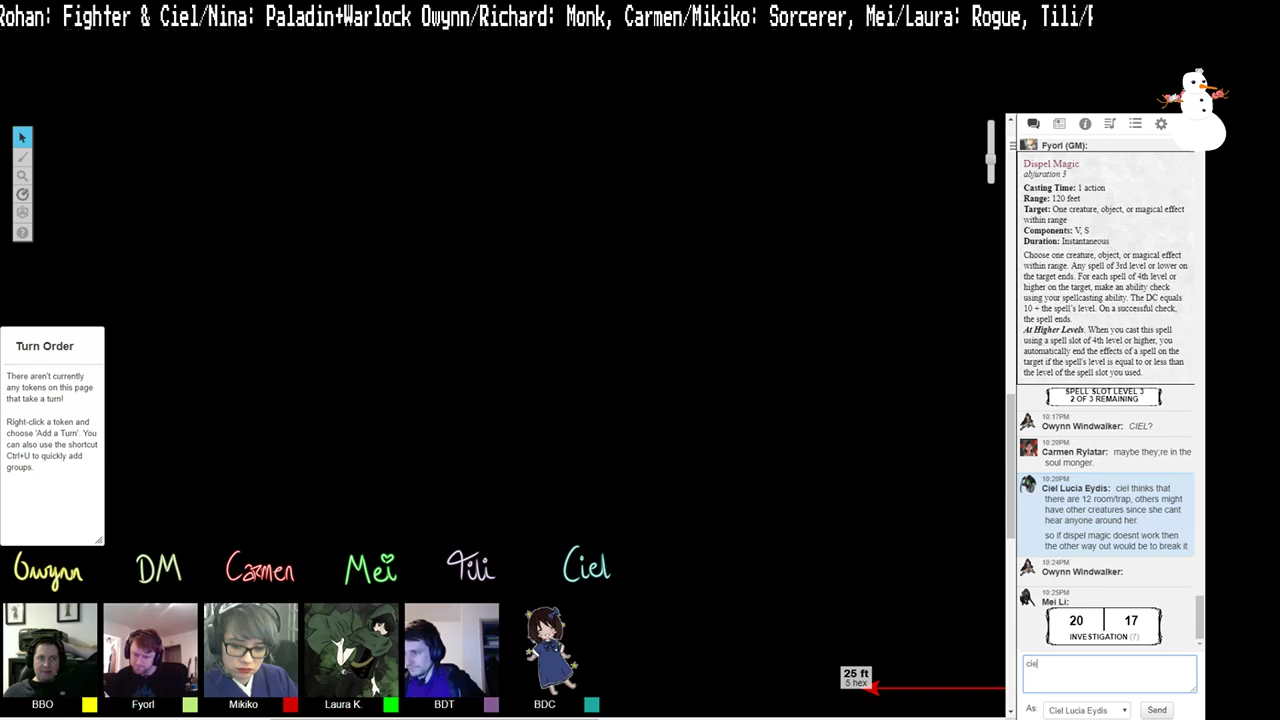 Rohan: Fighter & Ciel/Nina: Paladin+Warlock Owynn/Richard: Monk, Carmen/Mikiko: Sorcerer, Mei/Laura: Rogue, Tili/
Fyorl (GM):
Dispel Magic
abjuration 3
Casting Time: 1 action
Range: 120 feet
Target: One creature, object, or magical effect
within range
Components: V, S
Duration: Instantaneous
Choose one creature, object, or magical effect
within range. Any spell of 3rd level or lower on
the target ends. For each spell of 4th level or
higher on the target, make an ability check
using your spellcasting ability. The DC equals
10 + the spell's level. On a successful check,
the spell ends.
At Higher Levels. When you cast this spell
using a spell slot of 4th level or higher, you
automatically end the effects of a spell on the
target if the spell's level is equal to or less than
the level of the spell slot you used.
SPELL SLOT LEVEL 3
2 OF 3 REMAINING
10:17PM
Owynn Windwalker: CIEL?
10:20PM
Carmen Rylatar: maybe they;re in the
soul monger.
10:20PM
Ciel Lucia Eydis: ciel thinks that
there are 12 room/trap, others might
have other creatures since she cant
hear anyone around her.
so if dispel magic doesnt work then
the other way out would be to break it
10:24PM
Owynn Windwalker:
10:25PM
Mei Li:
20 17
INVESTIGATION (7)
ciel
As: Ciel Lucia Eydis Send
Turn Order
There aren't currently
any tokens on this page
that take a turn!
Right-click a token and
choose 'Add a Turn'. You
can also use the shortcut
Ctrl+U to quickly add
groups.
Owynn DM Carmen Mei Tili Ciel
BBO Fyorl Mikiko Laura K. BDT BDC
25 ft
5 hex